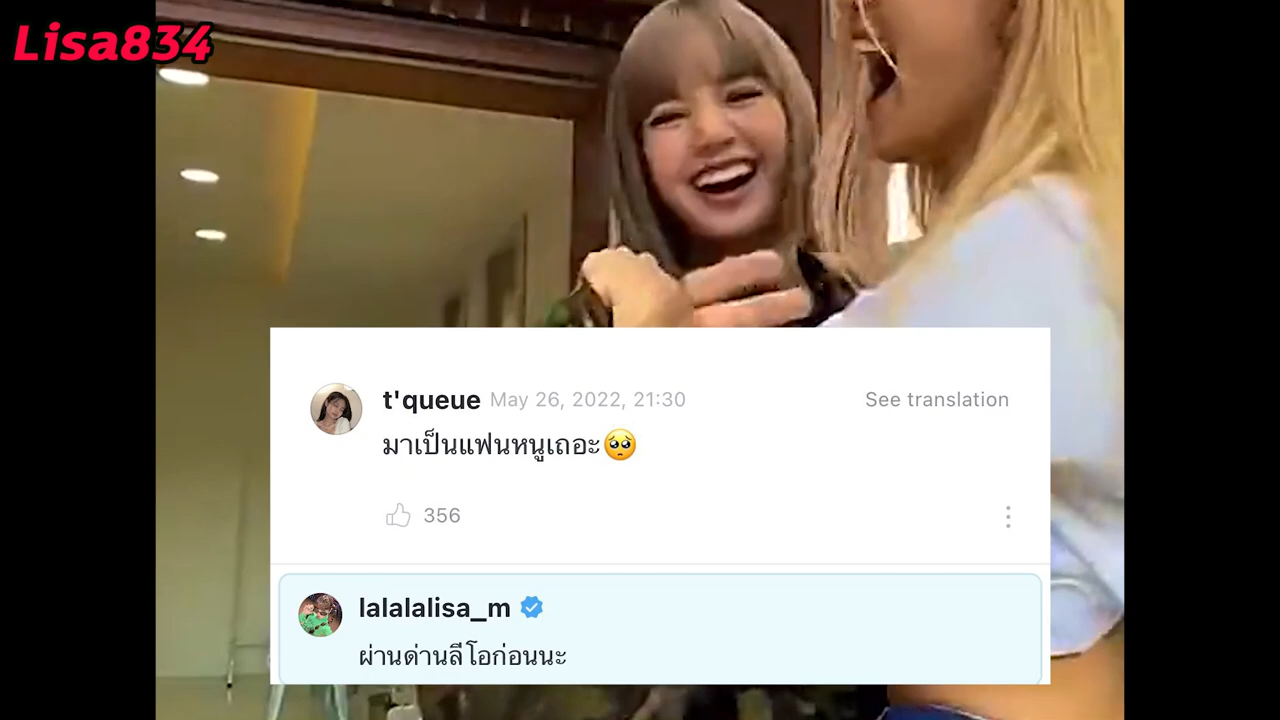 Lisa834
t'queue May 26, 2022, 21:30 See translation
มาเป็นแฟนหนูเถอะ🥺
356
lalalalisa_m
ผ่านด่านลีโอก่อนนะ